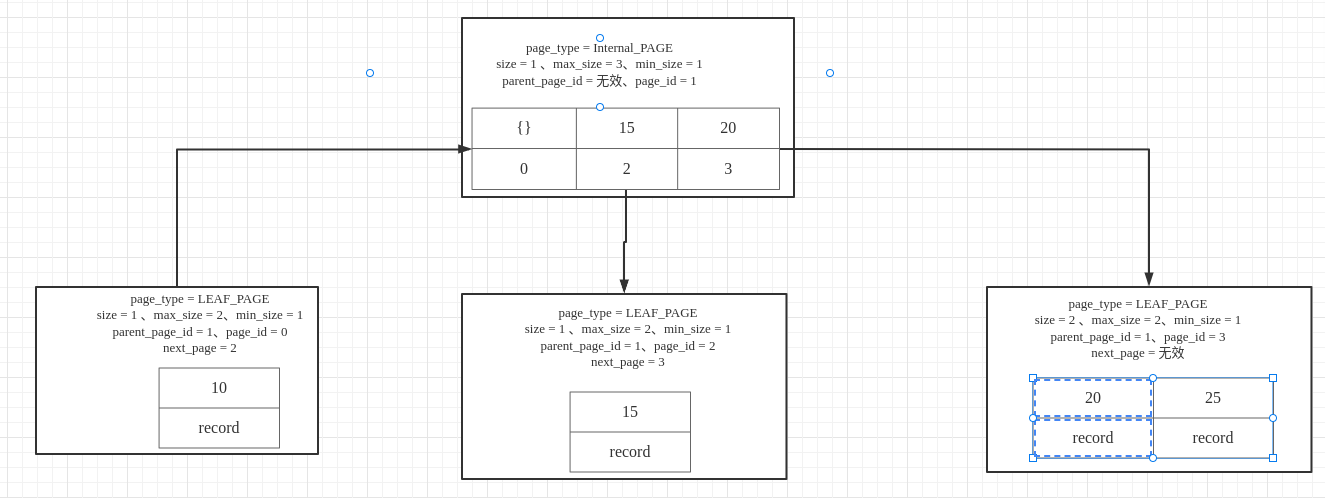 page_type = Internal_PAGE
size = 1 、max_size = 3、min_size = 1
parent_page_id = 无效、page_id = 1
{} 15 20
0 2 3
page_type = LEAF_PAGE
size = 1 、max_size = 2、min_size = 1
parent_page_id = 1、page_id = 0
next_page = 2
10
record
page_type = LEAF_PAGE
size = 1 、max_size = 2、min_size = 1
parent_page_id = 1、page_id = 2
next_page = 3
15
record
page_type = LEAF_PAGE
size = 2 、max_size = 2、min_size = 1
parent_page_id = 1、page_id = 3
next_page = 无效
20 25
record record